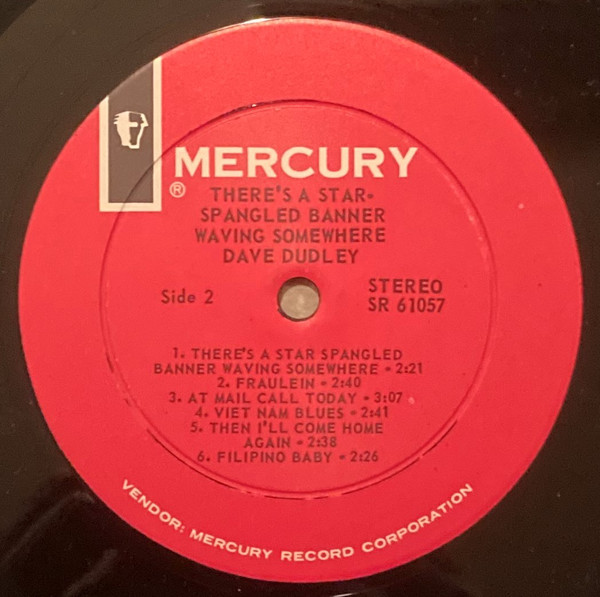 MERCURY
®
THERE'S A STAR-
SPANGLED BANNER
WAVING SOMEWHERE
DAVE DUDLEY
Side 2
STEREO
SR 61057
1. THERE'S A STAR SPANGLED
BANNER WAVING SOMEWHERE - 2:21
2. FRAULEIN - 2:40
3. AT MAIL CALL TODAY - 3:07
4. VIET NAM BLUES - 2:41
5. THEN I'LL COME HOME
AGAIN - 2:38
6. FILIPINO BABY - 2:26
VENDOR: MERCURY RECORD CORPORATION